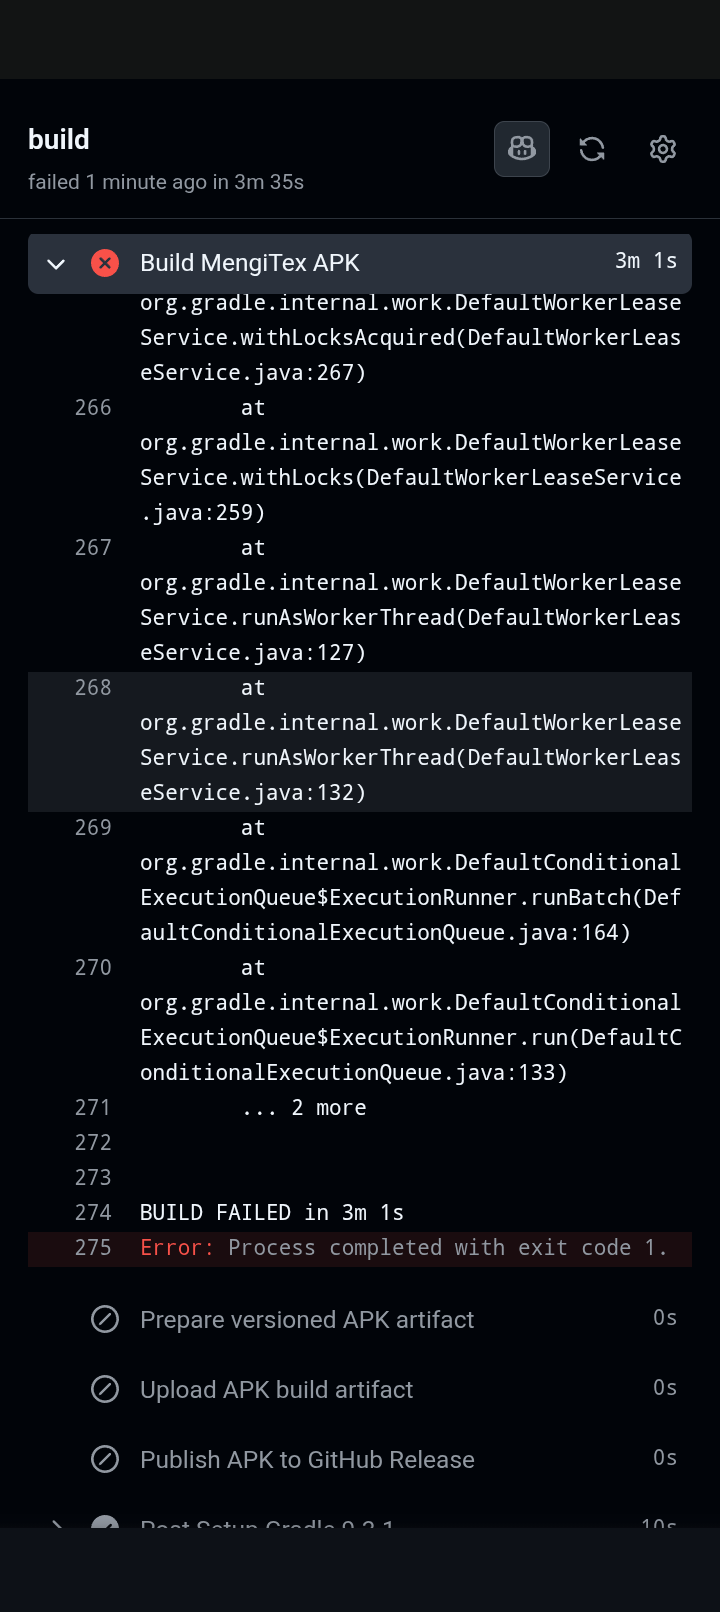 build
failed 1 minute ago in 3m 35s
Build MengiTex APK 3m 1s
org.gradle.internal.work.DefaultWorkerLease
Service.withLocksAcquired(DefaultWorkerLeas
eService.java:267)
266 at
org.gradle.internal.work.DefaultWorkerLease
Service.withLocks(DefaultWorkerLeaseService
.java:259)
267 at
org.gradle.internal.work.DefaultWorkerLease
Service.runAsWorkerThread(DefaultWorkerLeas
eService.java:127)
268 at
org.gradle.internal.work.DefaultWorkerLease
Service.runAsWorkerThread(DefaultWorkerLeas
eService.java:132)
269 at
org.gradle.internal.work.DefaultConditional
ExecutionQueue$ExecutionRunner.runBatch(Def
aultConditionalExecutionQueue.java:164)
270 at
org.gradle.internal.work.DefaultConditional
ExecutionQueue$ExecutionRunner.run(DefaultC
onditionalExecutionQueue.java:133)
271 ... 2 more
272
273
274 BUILD FAILED in 3m 1s
275 Error: Process completed with exit code 1.
Prepare versioned APK artifact 0s
Upload APK build artifact 0s
Publish APK to GitHub Release 0s
Post Setup Gradle 10s